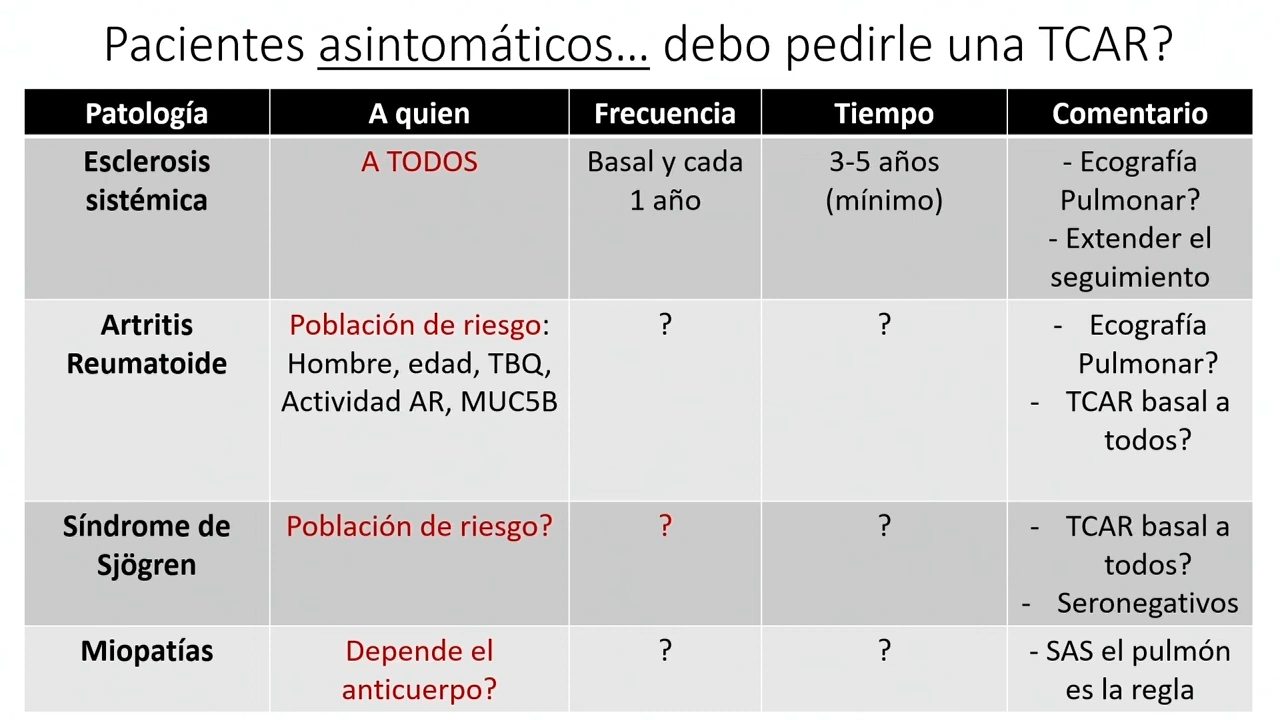 Pacientes asintomáticos... debo pedirle una TCAR?
Patología
A quien
Frecuencia
Tiempo
Comentario
Esclerosis
sistémica
A TODOS
Basal y cada
1 año
3-5 años
(mínimo)
- Ecografía
Pulmonar?
- Extender el
seguimiento
Artritis
Reumatoide
Población de riesgo:
Hombre, edad, TBQ,
Actividad AR, MUC5B
?
?
- Ecografía
Pulmonar?
- TCAR basal a
todos?
Síndrome de
Sjögren
Población de riesgo?
?
?
- TCAR basal a
todos?
- Seronegativos
Miopatías
Depende el
anticuerpo?
?
?
- SAS el pulmón
es la regla